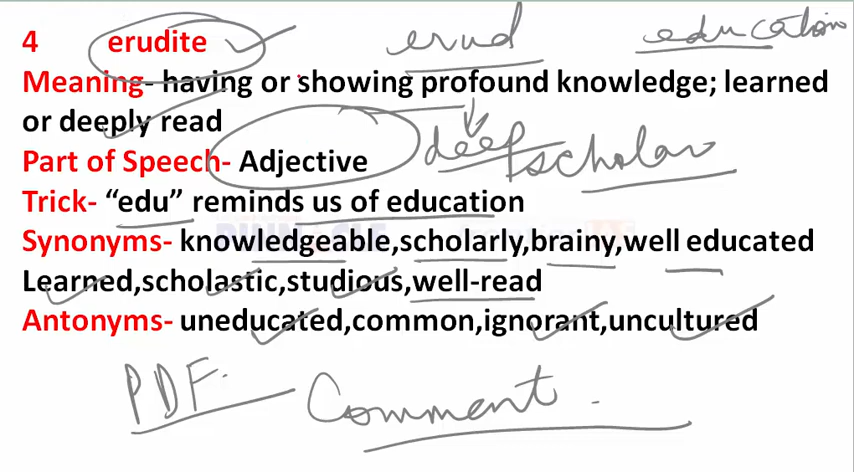 4 erudite erud education
Meaning- having or showing profound knowledge; learned
or deeply read
deep scholar
Part of Speech- Adjective
Trick- “edu” reminds us of education
Synonyms- knowledgeable,scholarly,brainy,well educated
Learned,scholastic,studious,well-read
Antonyms- uneducated,common,ignorant,uncultured
PDF. Comment.